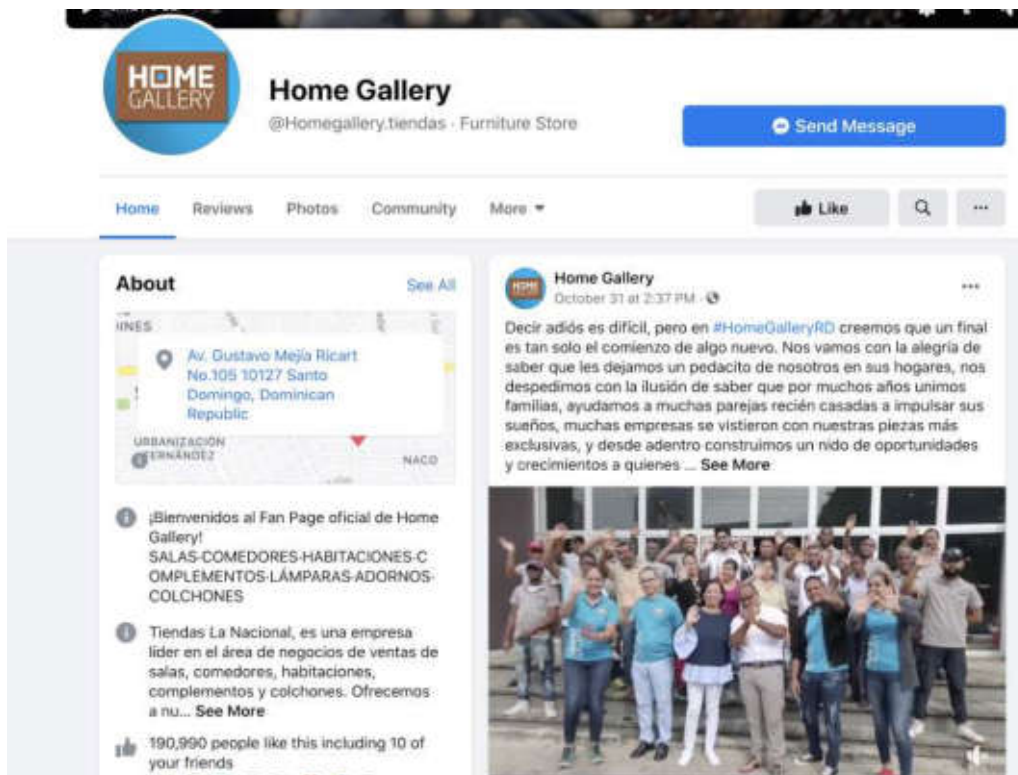 HOME
GALLERY
Home Gallery
@Homegallery.tiendas · Furniture Store
Send Message
Home
Reviews
Photos
Community
More
Like
About
See All
INES
Av. Gustavo Mejía Ricart
No.105 10127 Santo
Domingo, Dominican
Republic
URBANIZACIÓN
FERNÁNDEZ
NACO
¡Bienvenidos al Fan Page oficial de Home
Gallery!
SALAS-COMEDORES-HABITACIONES-C
OMPLEMENTOS-LÁMPARAS-ADORNOS-
COLCHONES
Tiendas La Nacional, es una empresa
líder en el área de negocios de ventas de
salas, comedores, habitaciones,
complementos y colchones. Ofrecemos
a nu... See More
190,990 people like this including 10 of
your friends
Home Gallery
October 31 at 2:37 PM ·
Decir adiós es difícil, pero en #HomeGalleryRD creemos que un final
es tan solo el comienzo de algo nuevo. Nos vamos con la alegría de
saber que les dejamos un pedacito de nosotros en sus hogares, nos
despedimos con la ilusión de saber que por muchos años unimos
familias, ayudamos a muchas parejas recién casadas a impulsar sus
sueños, muchas empresas se vistieron con nuestras piezas más
exclusivas, y desde adentro construimos un nido de oportunidades
y crecimientos a quienes ... See More